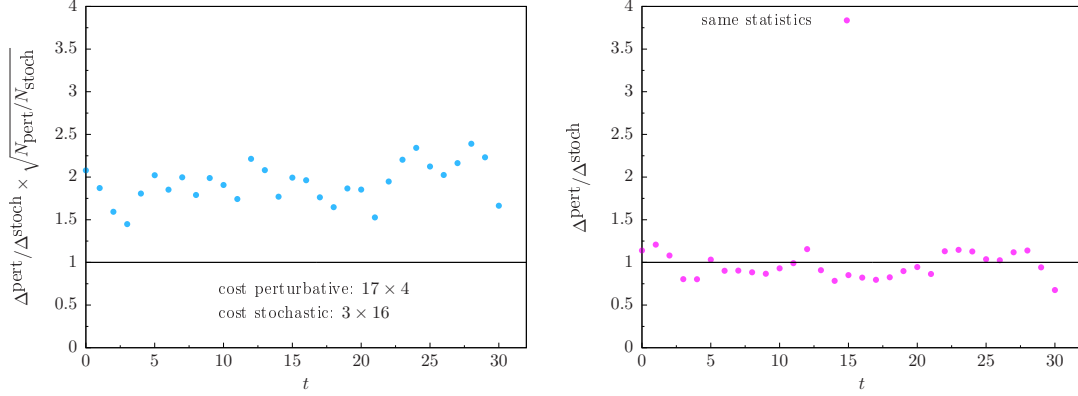 4
3.5
3
2.5
2
1.5
1
0.5
0
0 5 10 15 20 25 30
t
Δ^pert/Δ^stoch × √N_pert/N_stoch
cost perturbative: 17 × 4
cost stochastic: 3 × 16
4
3.5
3
2.5
2
1.5
1
0.5
0
0 5 10 15 20 25 30
t
Δ^pert/Δ^stoch
same statistics